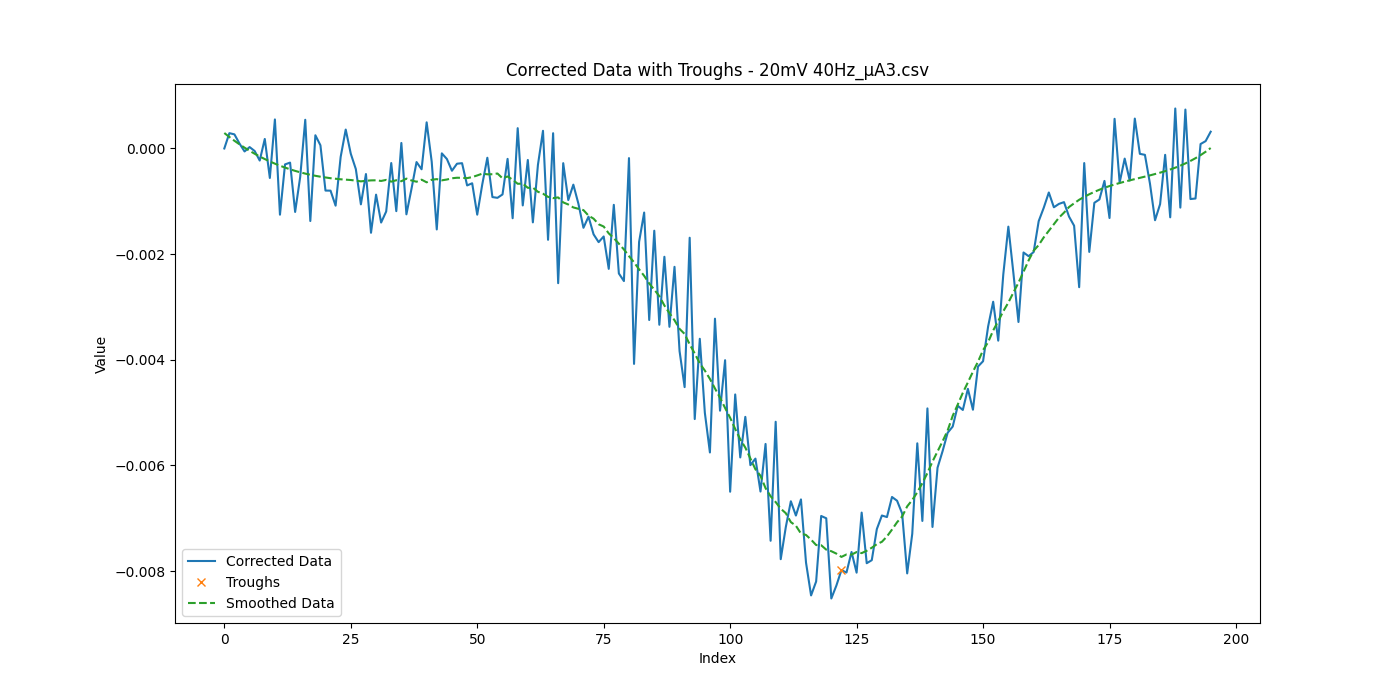 Corrected Data with Troughs - 20mV 40Hz_μA3.csv
0.000
−0.002
−0.004
−0.006
−0.008
Value
Corrected Data
Troughs
Smoothed Data
0 25 50 75 100 125 150 175 200
Index